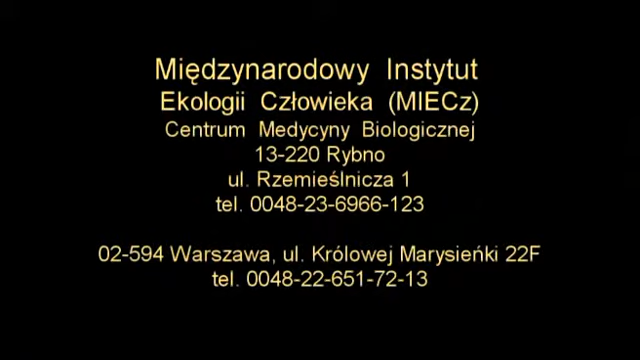 Międzynarodowy Instytut
Ekologii Człowieka (MIECz)
Centrum Medycyny Biologicznej
13-220 Rybno
ul. Rzemieślnicza 1
tel. 0048-23-6966-123
02-594 Warszawa, ul. Królowej Marysieńki 22F
tel. 0048-22-651-72-13